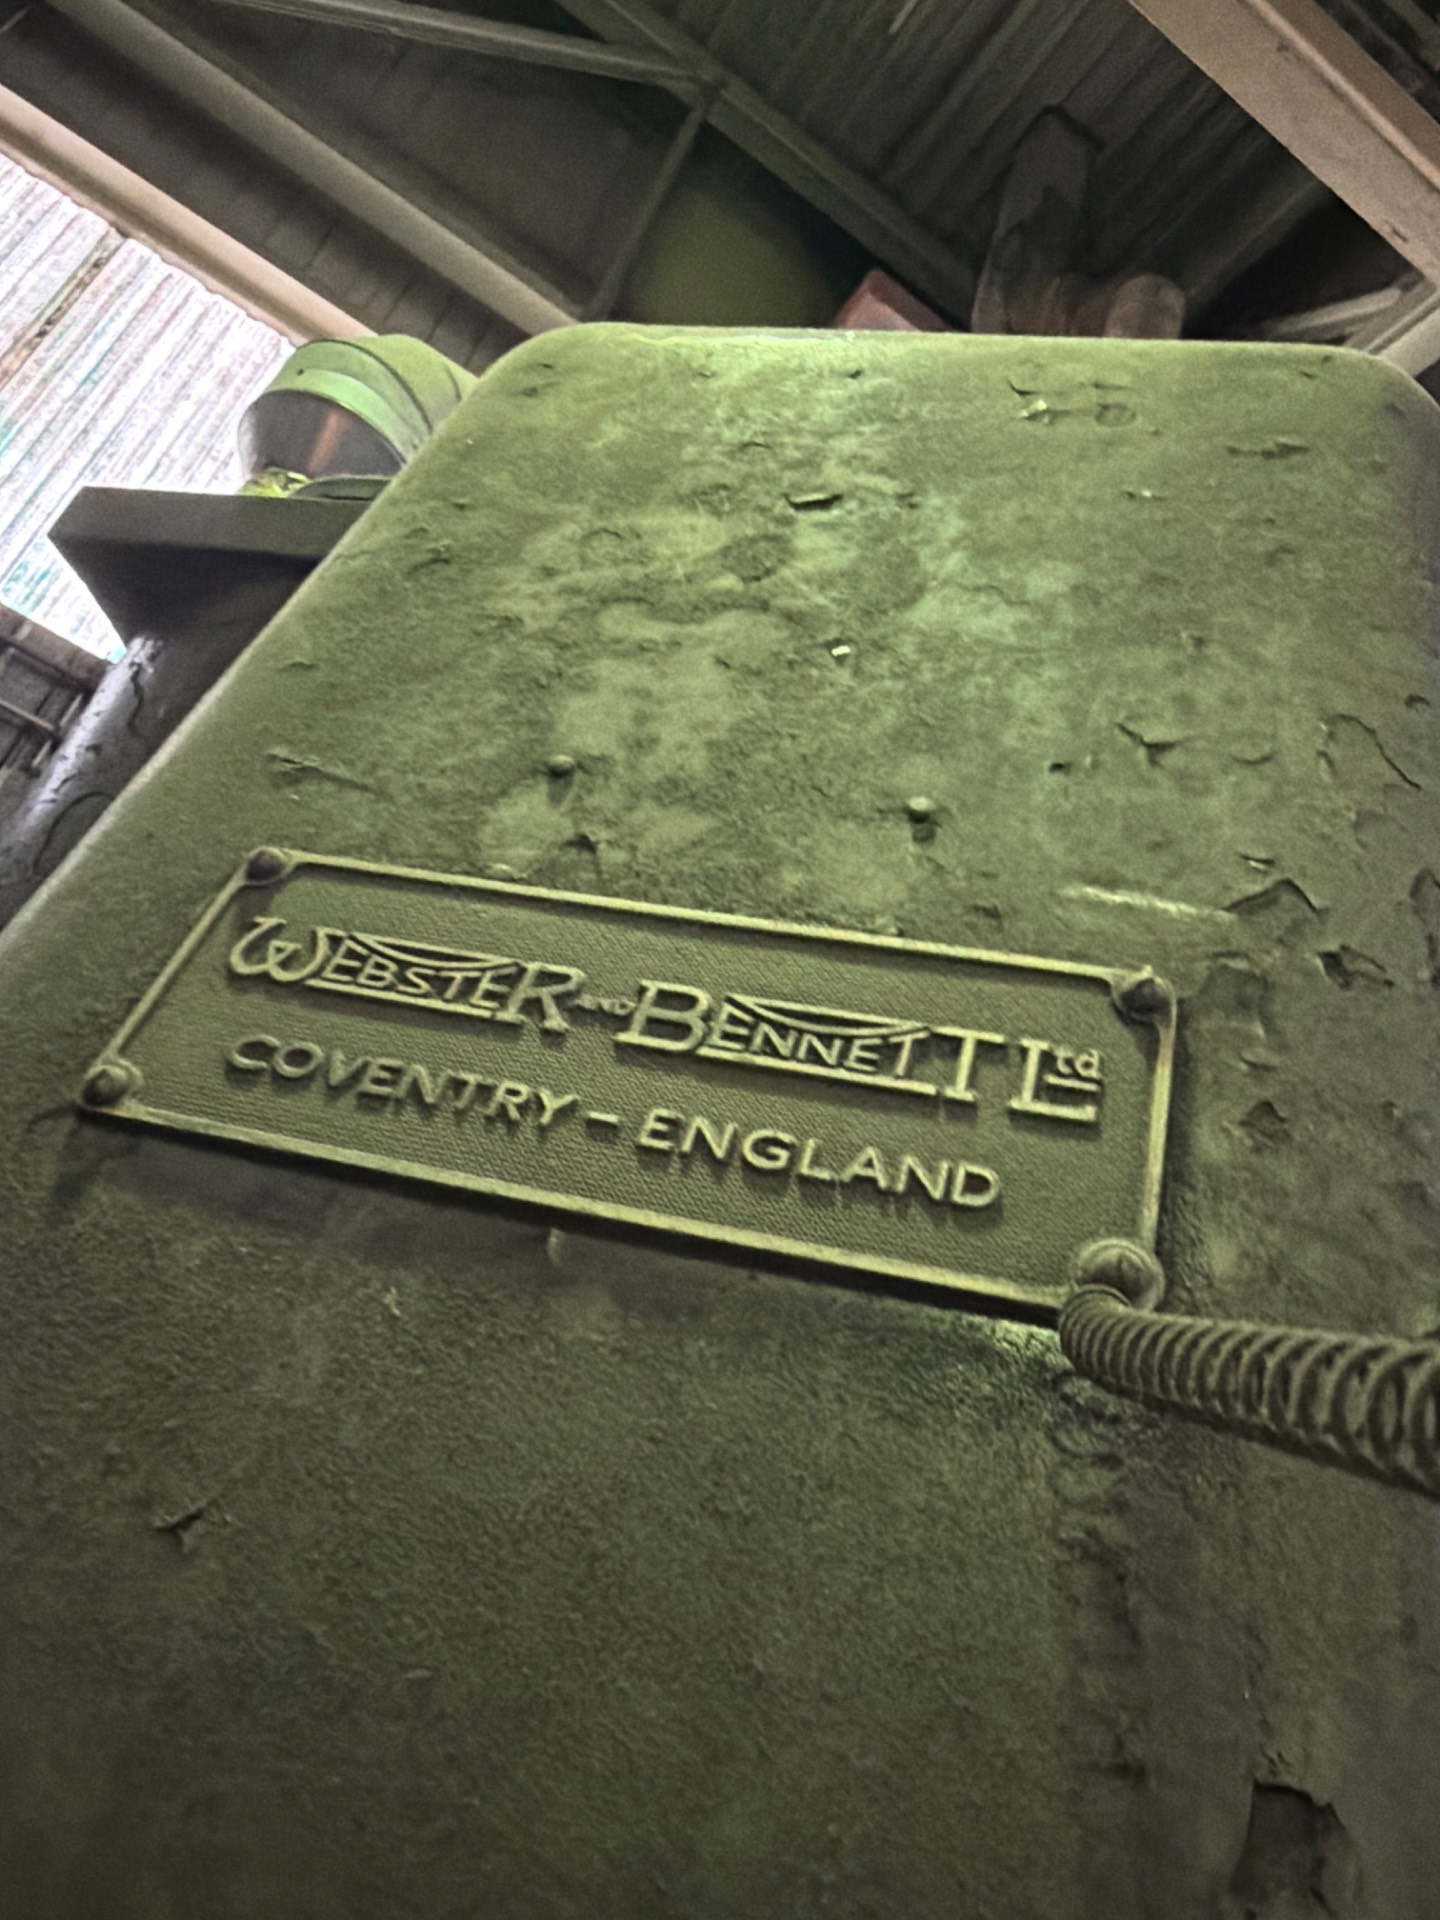 WEBSTER AND BENNETT Ltd
COVENTRY - ENGLAND